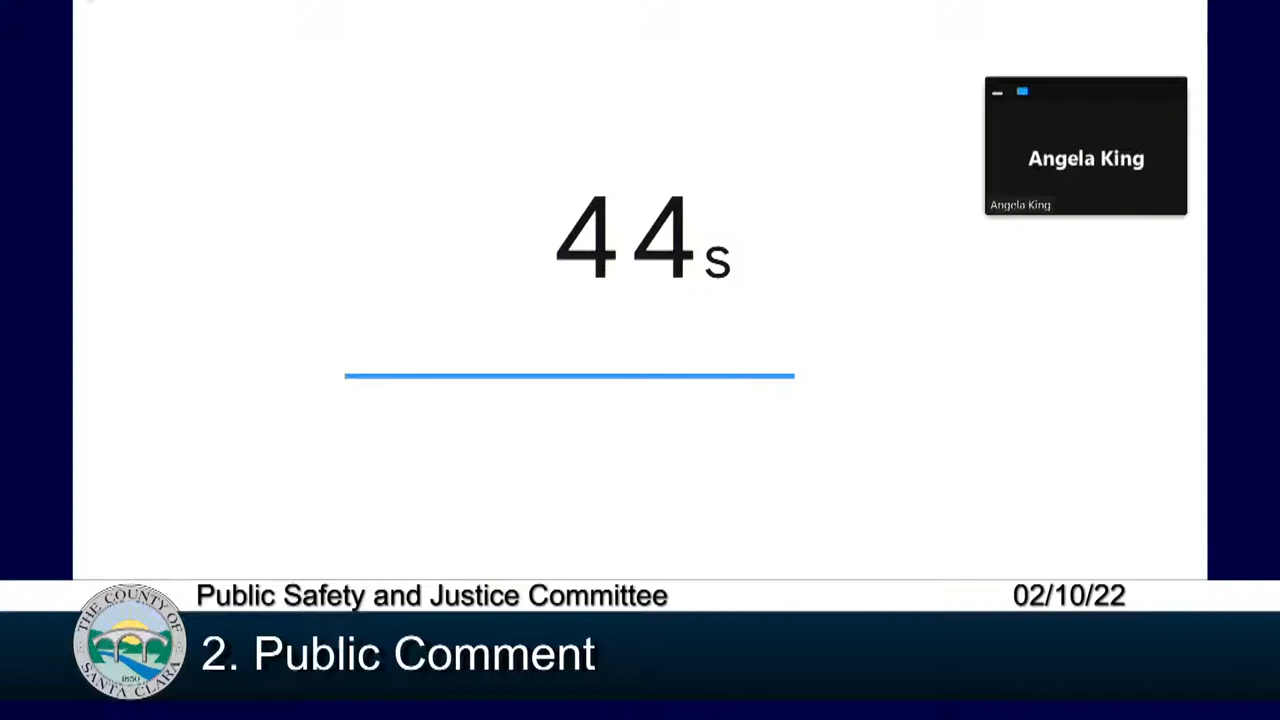 Angela King
Angela King
44s
Public Safety and Justice Committee
02/10/22
THE COUNTY OF
SANTA CLARA
1850
2. Public Comment